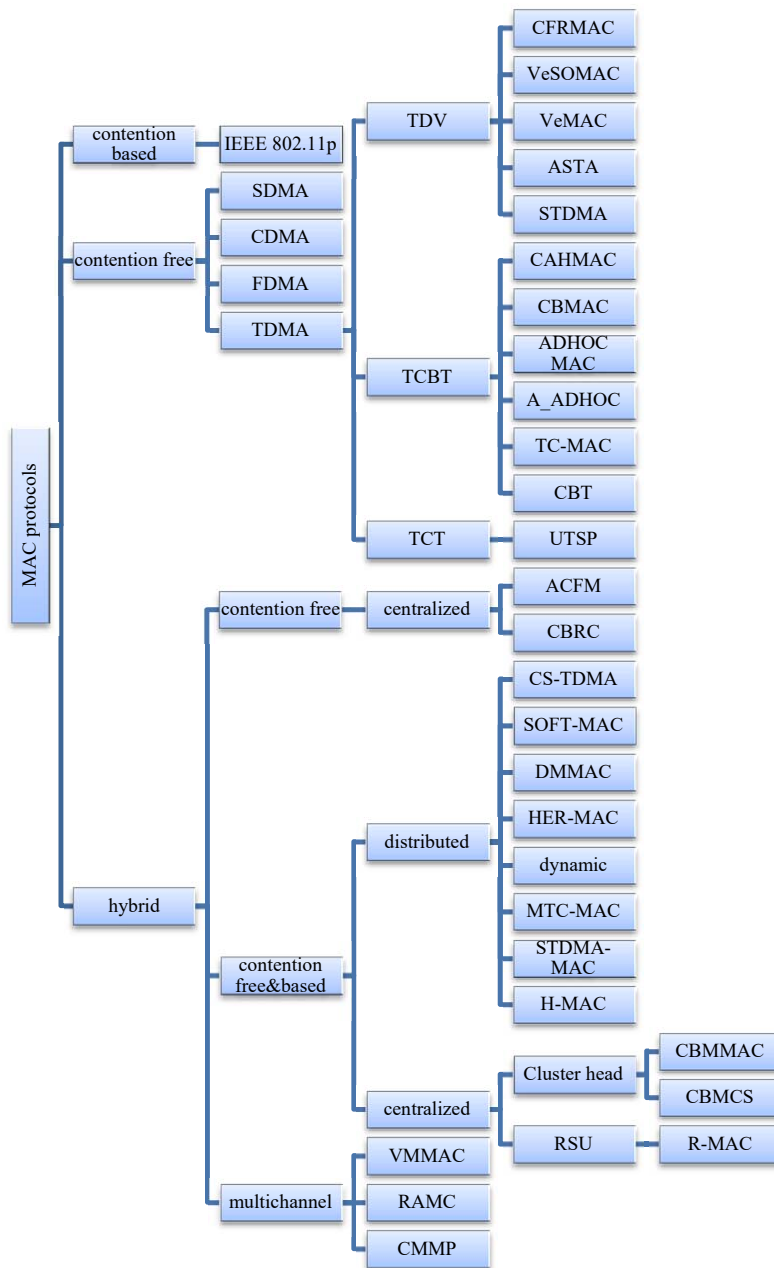 MAC protocols
contention
based
IEEE 802.11p
contention free
SDMA
CDMA
FDMA
TDMA
TDV
CFRMAC
VeSOMAC
VeMAC
ASTA
STDMA
TCBT
CAHMAC
CBMAC
ADHOC
MAC
A_ADHOC
TC-MAC
CBT
TCT
UTSP
hybrid
contention free
centralized
ACFM
CBRC
contention
free&based
distributed
CS-TDMA
SOFT-MAC
DMMAC
HER-MAC
dynamic
MTC-MAC
STDMA-
MAC
H-MAC
centralized
Cluster head
CBMMAC
CBMCS
RSU
R-MAC
multichannel
VMMAC
RAMC
CMMP